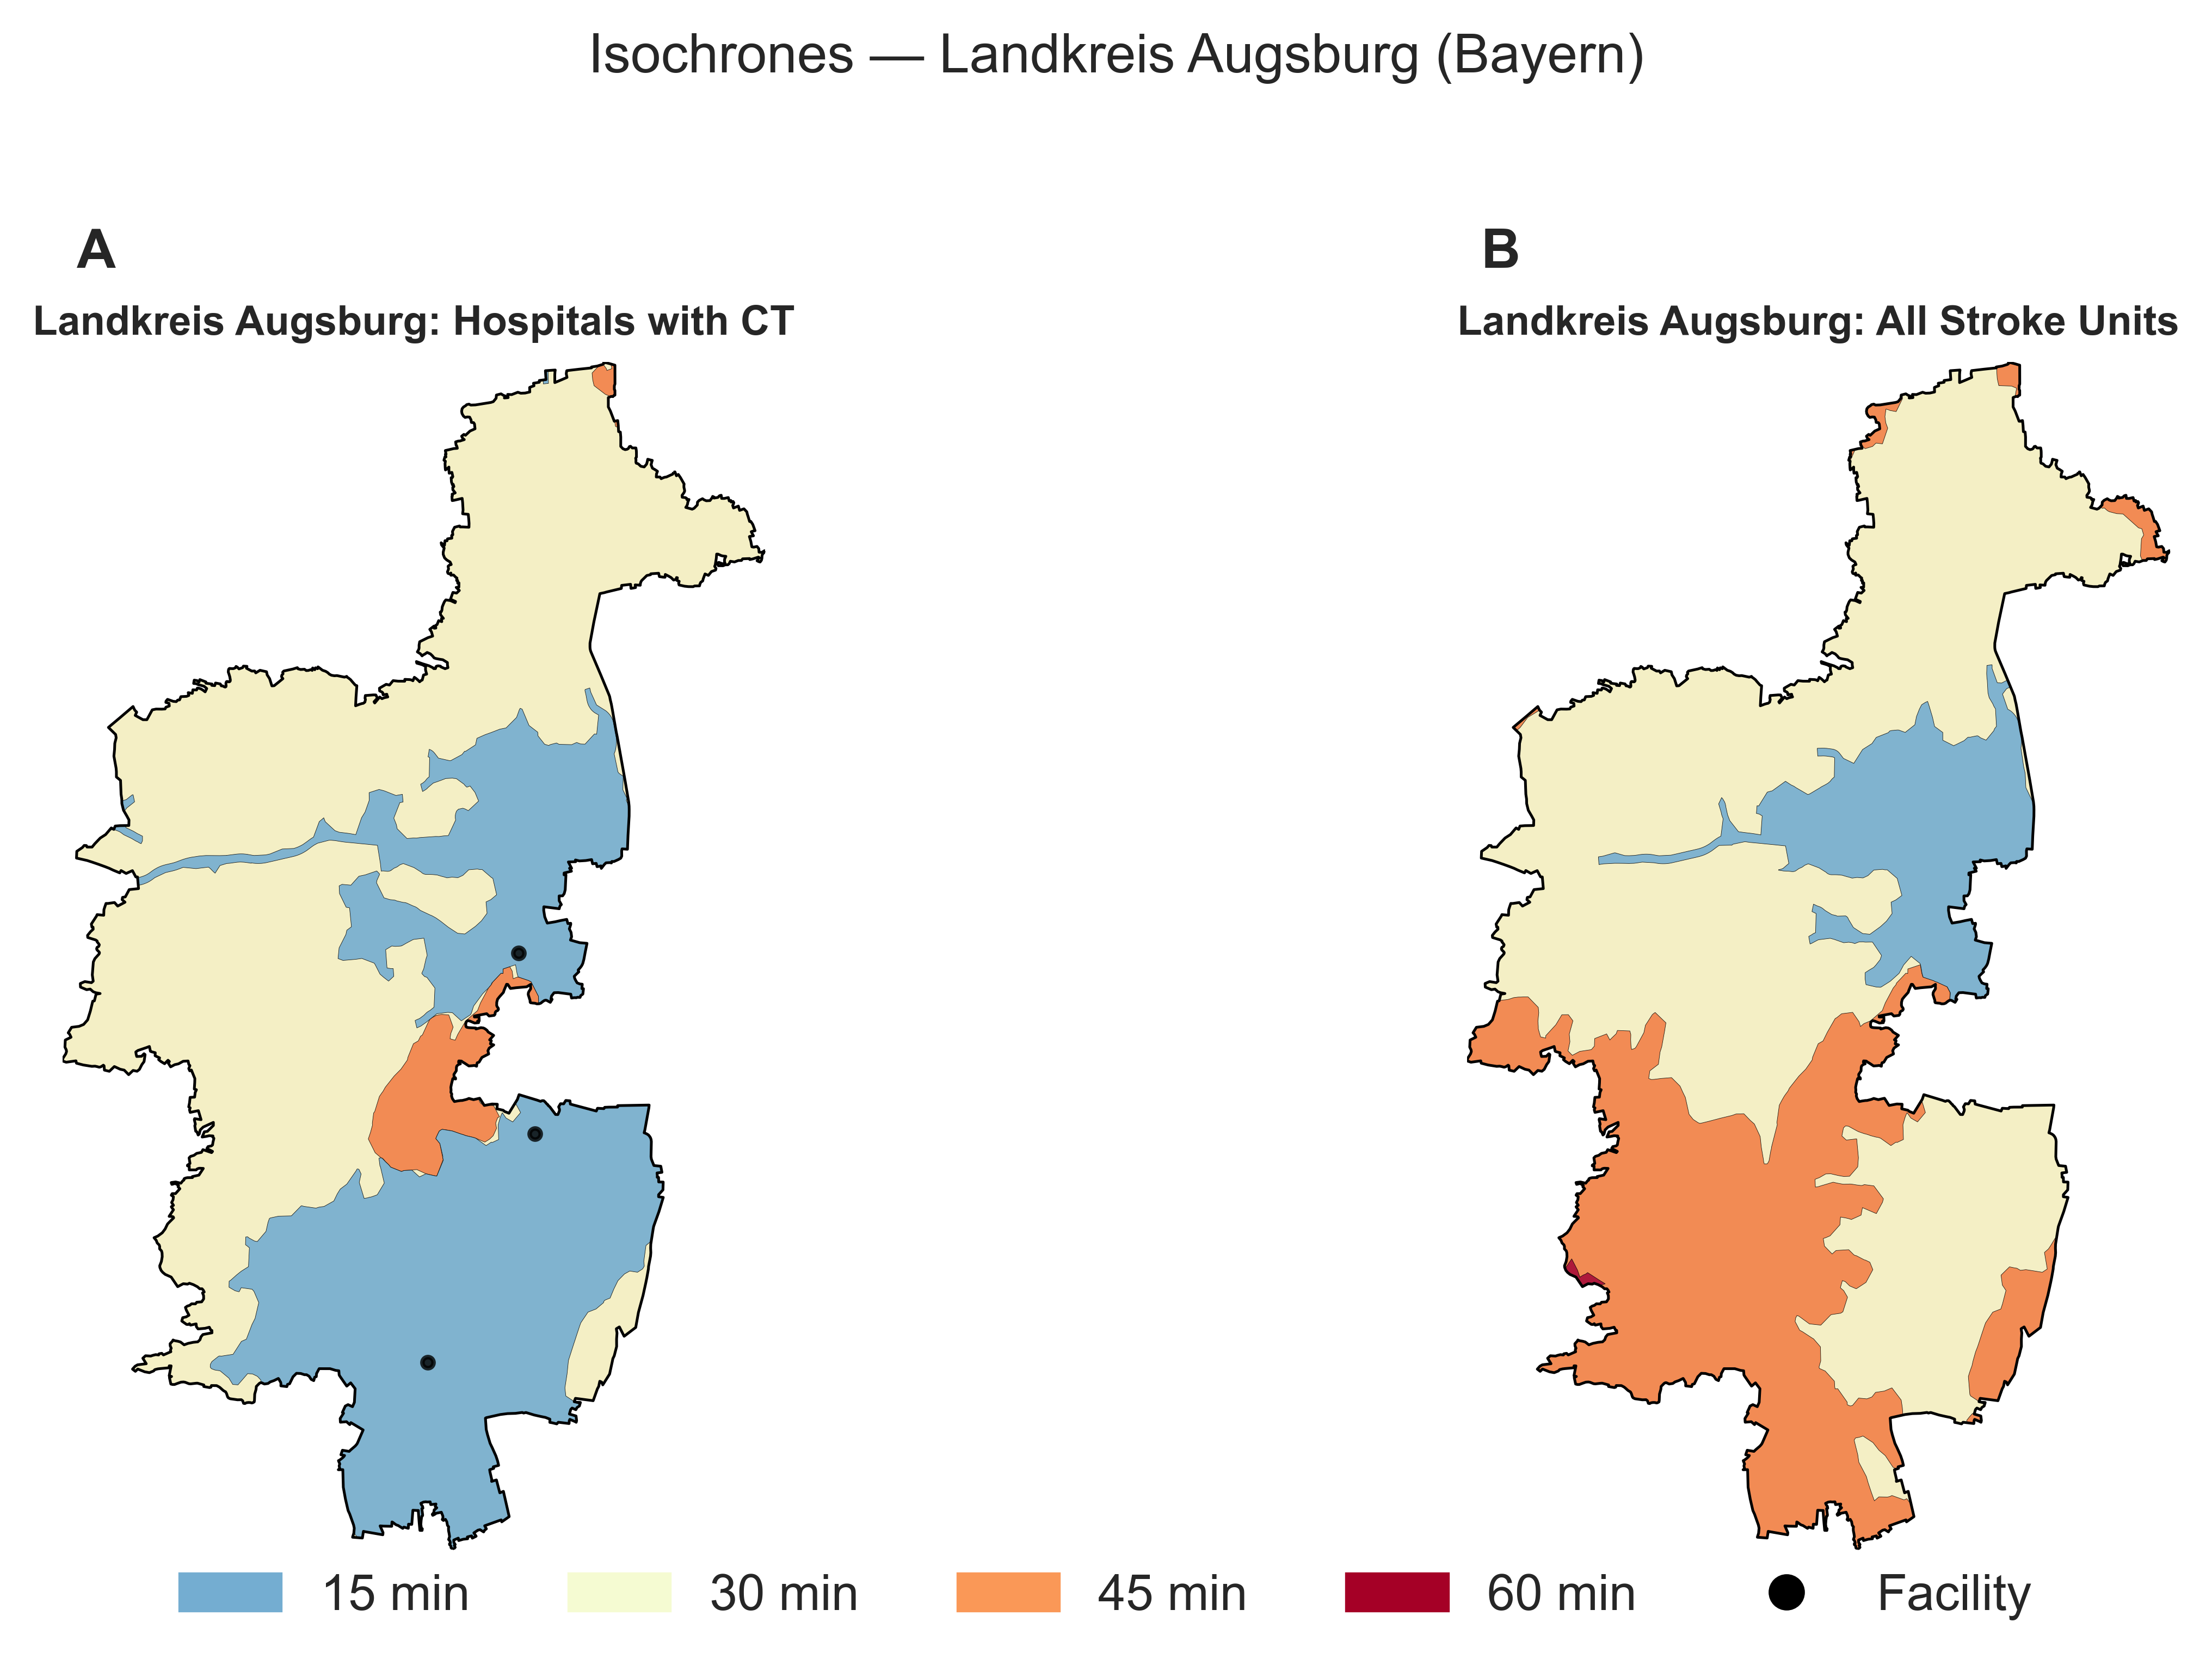 Isochrones — Landkreis Augsburg (Bayern)
A
Landkreis Augsburg: Hospitals with CT
B
Landkreis Augsburg: All Stroke Units
15 min
30 min
45 min
60 min
Facility